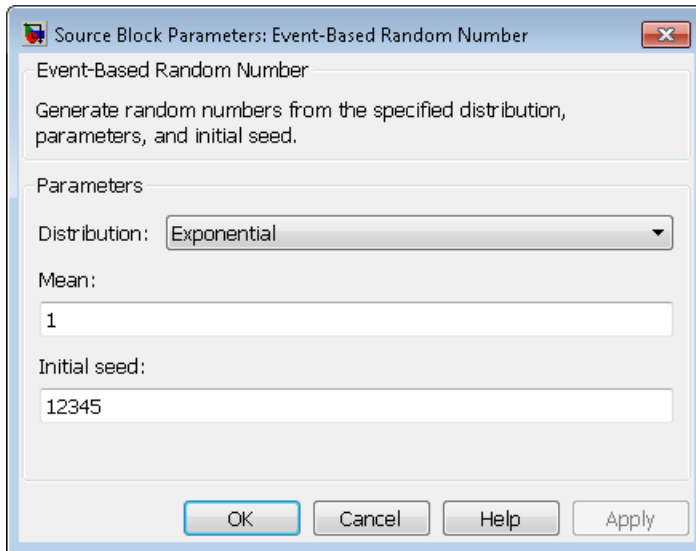 Source Block Parameters: Event-Based Random Number
Event-Based Random Number
Generate random numbers from the specified distribution,
parameters, and initial seed.
Parameters
Distribution: Exponential
Mean:
1
Initial seed:
12345
OK Cancel Help Apply